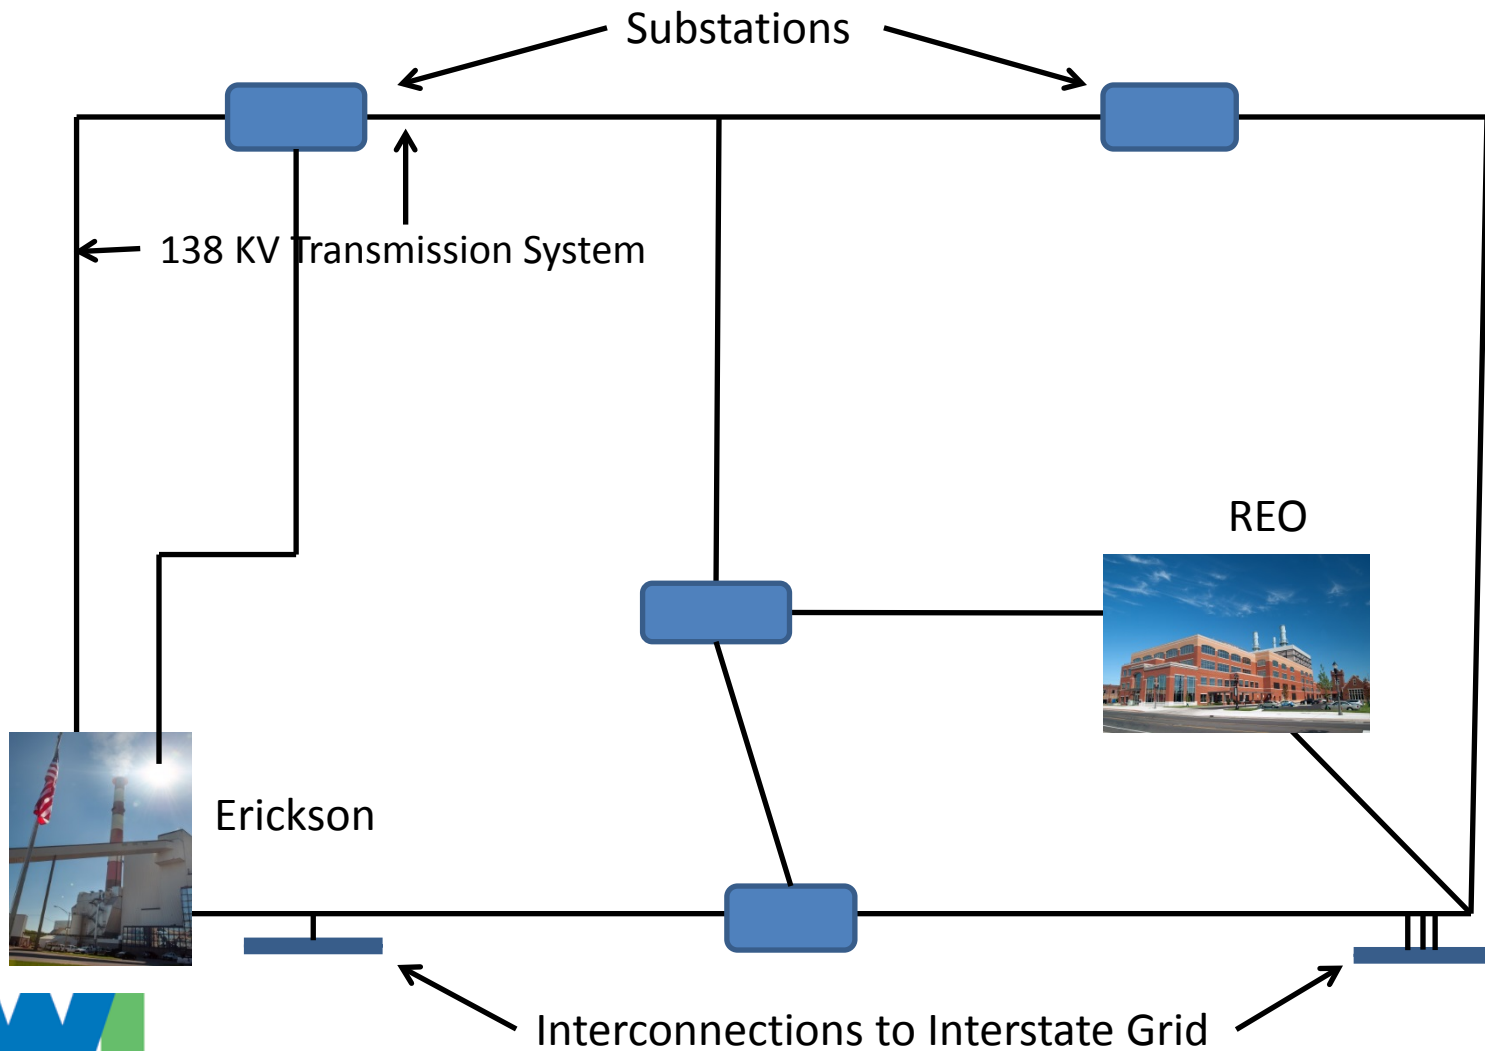 Substations
138 KV Transmission System
REO
Erickson
Interconnections to Interstate Grid